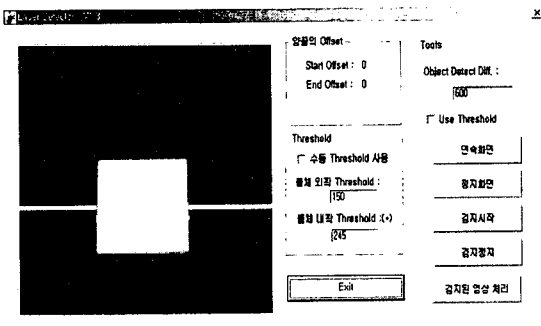 양끝의 Offset
Start Offset : 0
End Offset : 0
Threshold
수동 Threshold 사용
물체 외곽 Threshold :
150
물체 내곽 Threshold :(+)
245
Exit
Tools
Object Detect Diff. :
600
Use Threshold
연속화면
정지화면
검지시작
검지정지
검지된 영상 처리